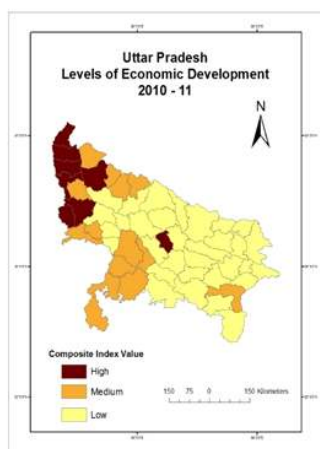 Uttar Pradesh
Levels of Economic Development
2010 - 11
N
Composite Index Value
High
Medium
Low
150 75 0 150 Kilometers